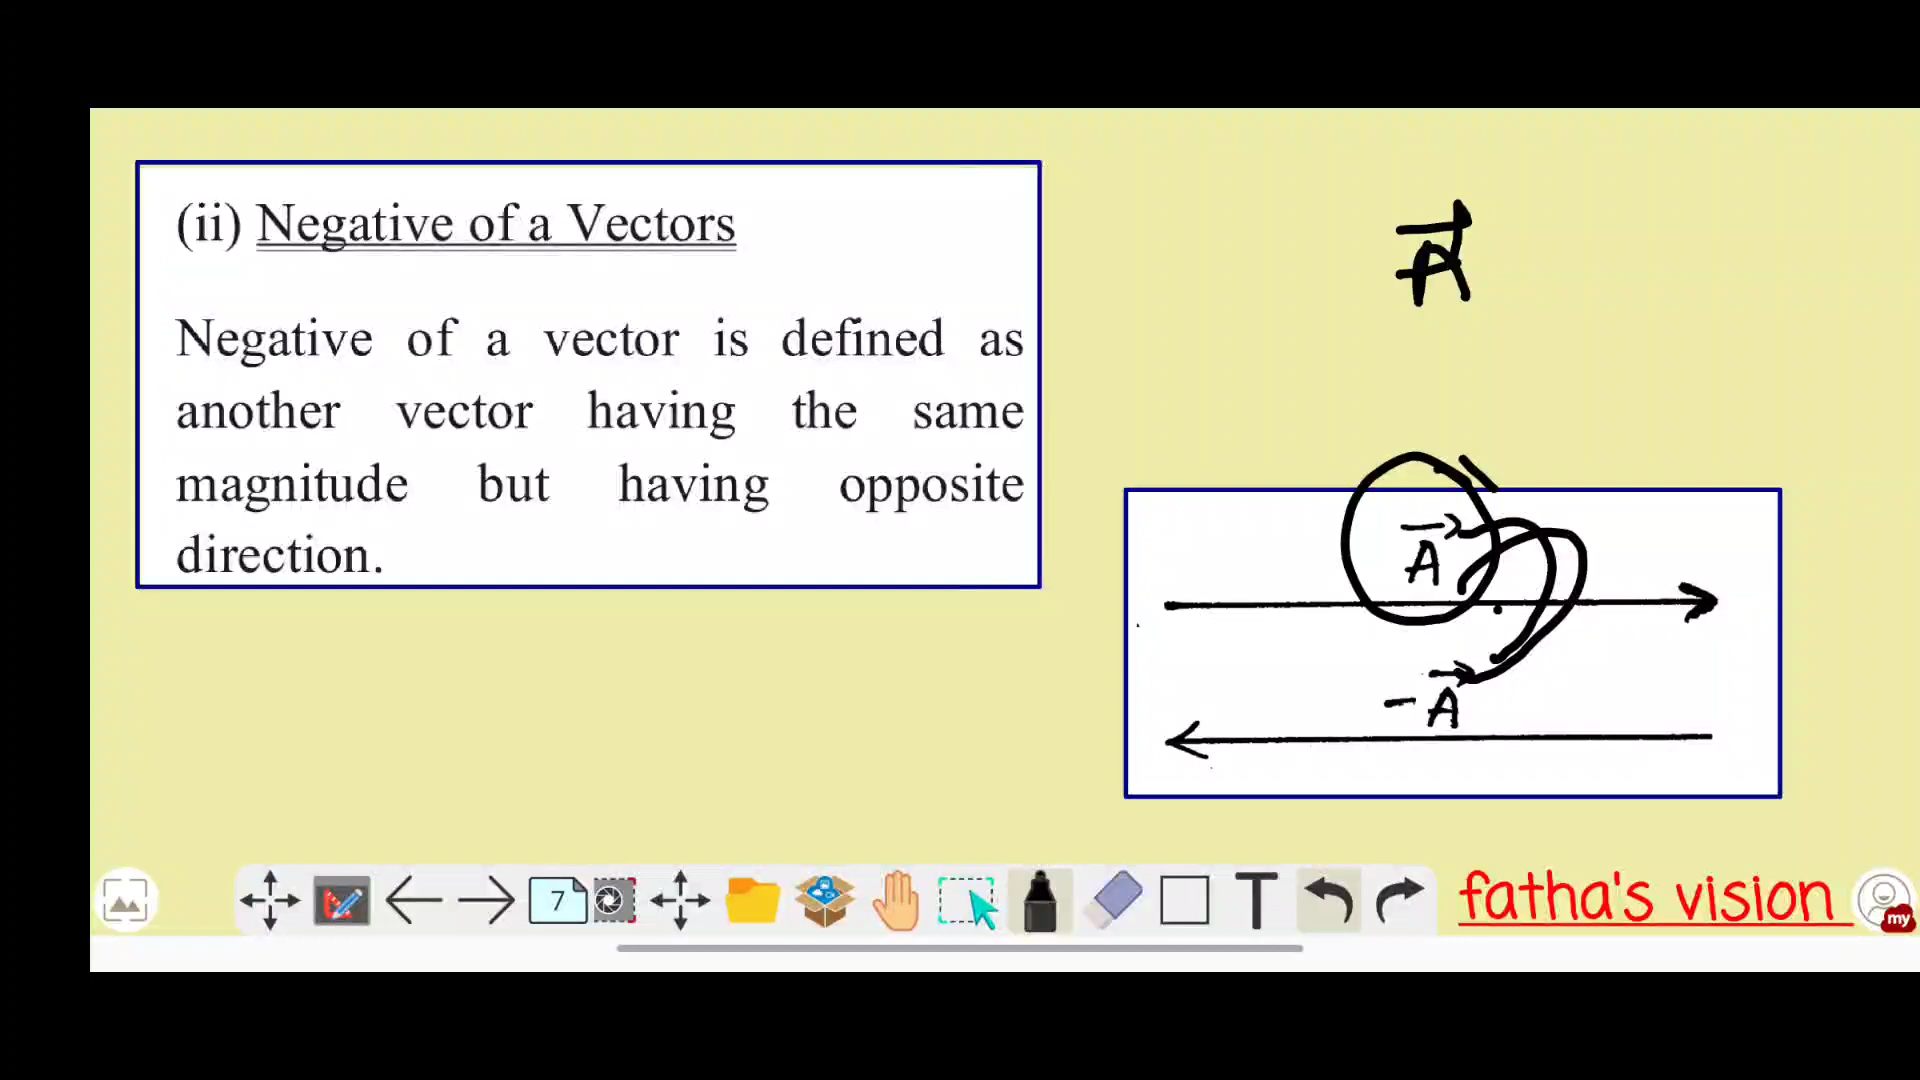 (ii) Negative of a Vectors
Negative of a vector is defined as
another vector having the same
magnitude but having opposite
direction.
A⃗
A⃗
-A⃗
7
T
fatha's vision
my